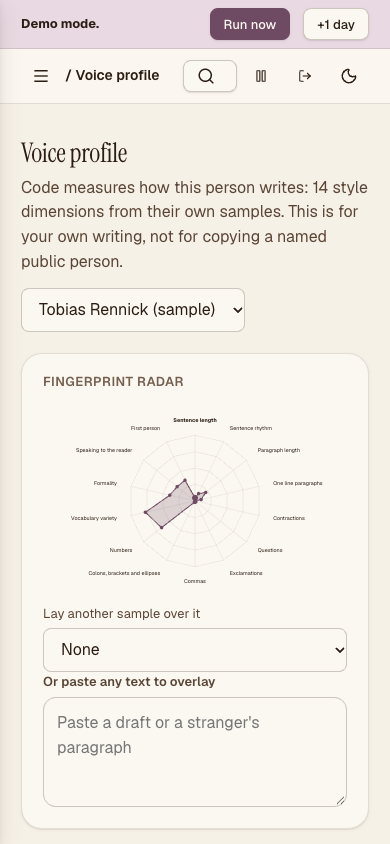 Demo mode.
Run now
+1 day
/ Voice profile
Voice profile
Code measures how this person writes: 14 style
dimensions from their own samples. This is for
your own writing, not for copying a named
public person.
Tobias Rennick (sample)
FINGERPRINT RADAR
Sentence length
First person
Sentence rhythm
Speaking to the reader
Paragraph length
Formality
One line paragraphs
Vocabulary variety
Contractions
Numbers
Questions
Colons, brackets and ellipses
Exclamations
Commas
Lay another sample over it
None
Or paste any text to overlay
Paste a draft or a stranger's
paragraph